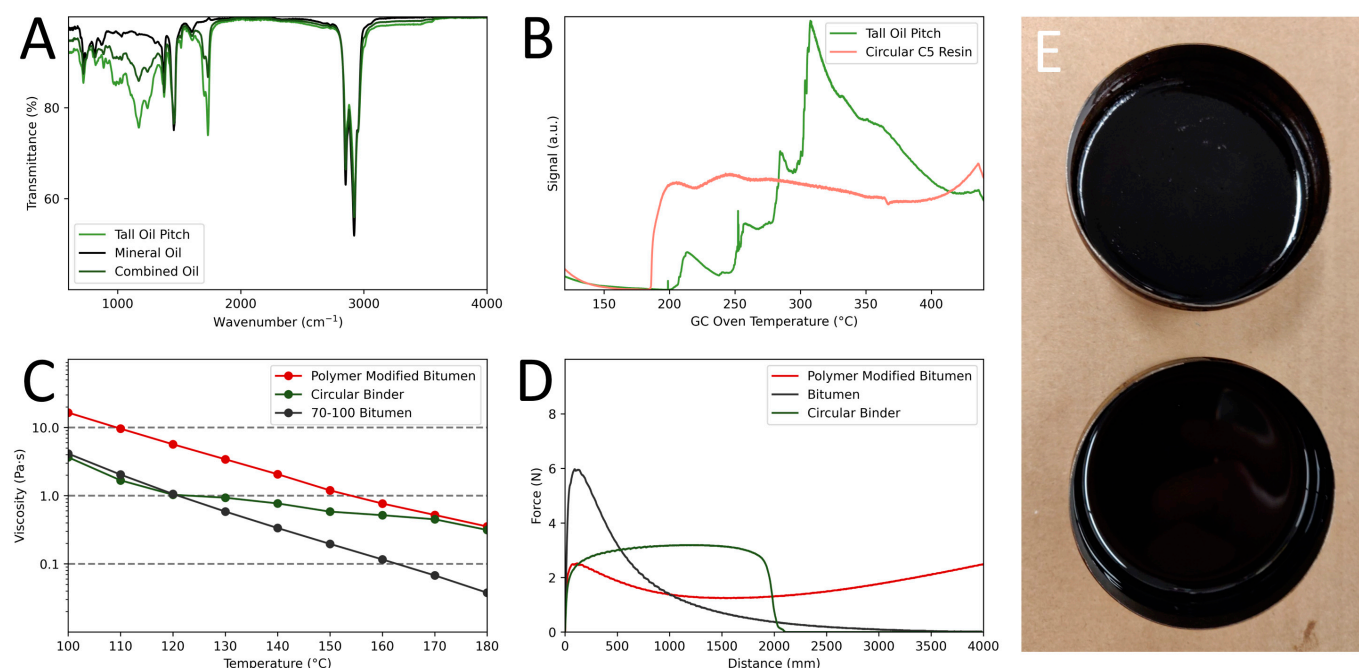 A
Transmittance (%)
80
60
Tall Oil Pitch
Mineral Oil
Combined Oil
1000 2000 3000 4000
Wavenumber (cm⁻¹)
B
Signal (a.u.)
Tall Oil Pitch
Circular C5 Resin
150 200 250 300 350 400
GC Oven Temperature (°C)
E
C
Viscosity (Pa·s)
10.0
1.0
0.1
Polymer Modified Bitumen
Circular Binder
70-100 Bitumen
100 110 120 130 140 150 160 170 180
Temperature (°C)
D
Force (N)
8
6
4
2
0
Polymer Modified Bitumen
Bitumen
Circular Binder
0 500 1000 1500 2000 2500 3000 3500 4000
Distance (mm)